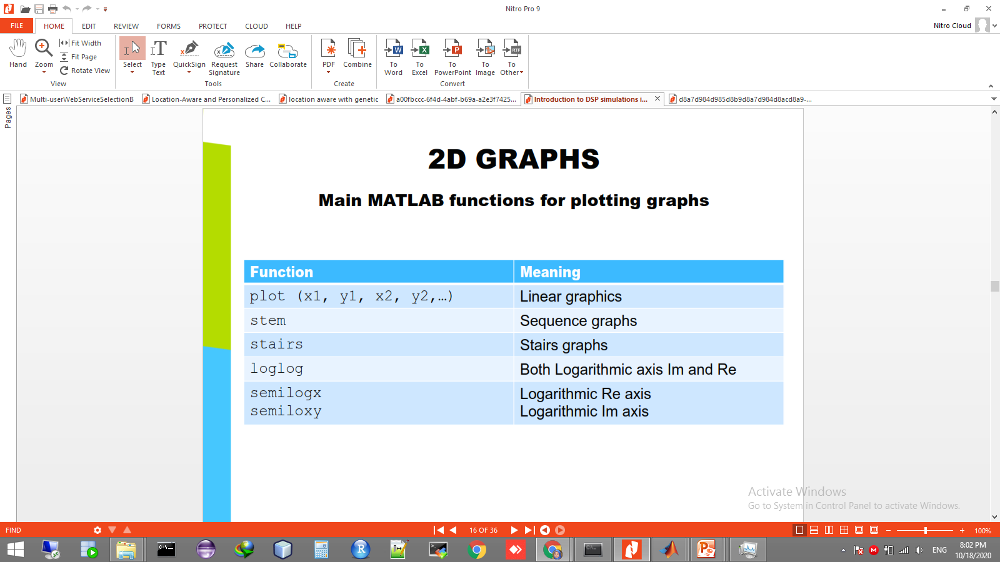 Nitro Pro 9
FILE HOME EDIT REVIEW FORMS PROTECT CLOUD HELP
Nitro Cloud
Hand
Zoom
Fit Width
Fit Page
Rotate View
View
Select
Type Text
QuickSign
Request Signature
Share
Collaborate
Tools
PDF
Combine
Create
To Word
To Excel
To PowerPoint
To Image
To Other
Convert
Multi-userWebServiceSelectionB
Location-Aware and Personalized C...
location aware with genetic
a00fbccc-6f4d-4abf-b69a-a2e3f7425...
Introduction to DSP simulations i...
d8a7d984d985d8b9d8a7d984d8acd8a9-...
Pages
2D GRAPHS
Main MATLAB functions for plotting graphs
Function Meaning
plot (x1, y1, x2, y2,…) Linear graphics
stem Sequence graphs
stairs Stairs graphs
loglog Both Logarithmic axis Im and Re
semilogx Logarithmic Re axis
semiloxy Logarithmic Im axis
Activate Windows
Go to System in Control Panel to activate Windows.
FIND
16 OF 36
100%
ENG
8:02 PM
10/18/2020